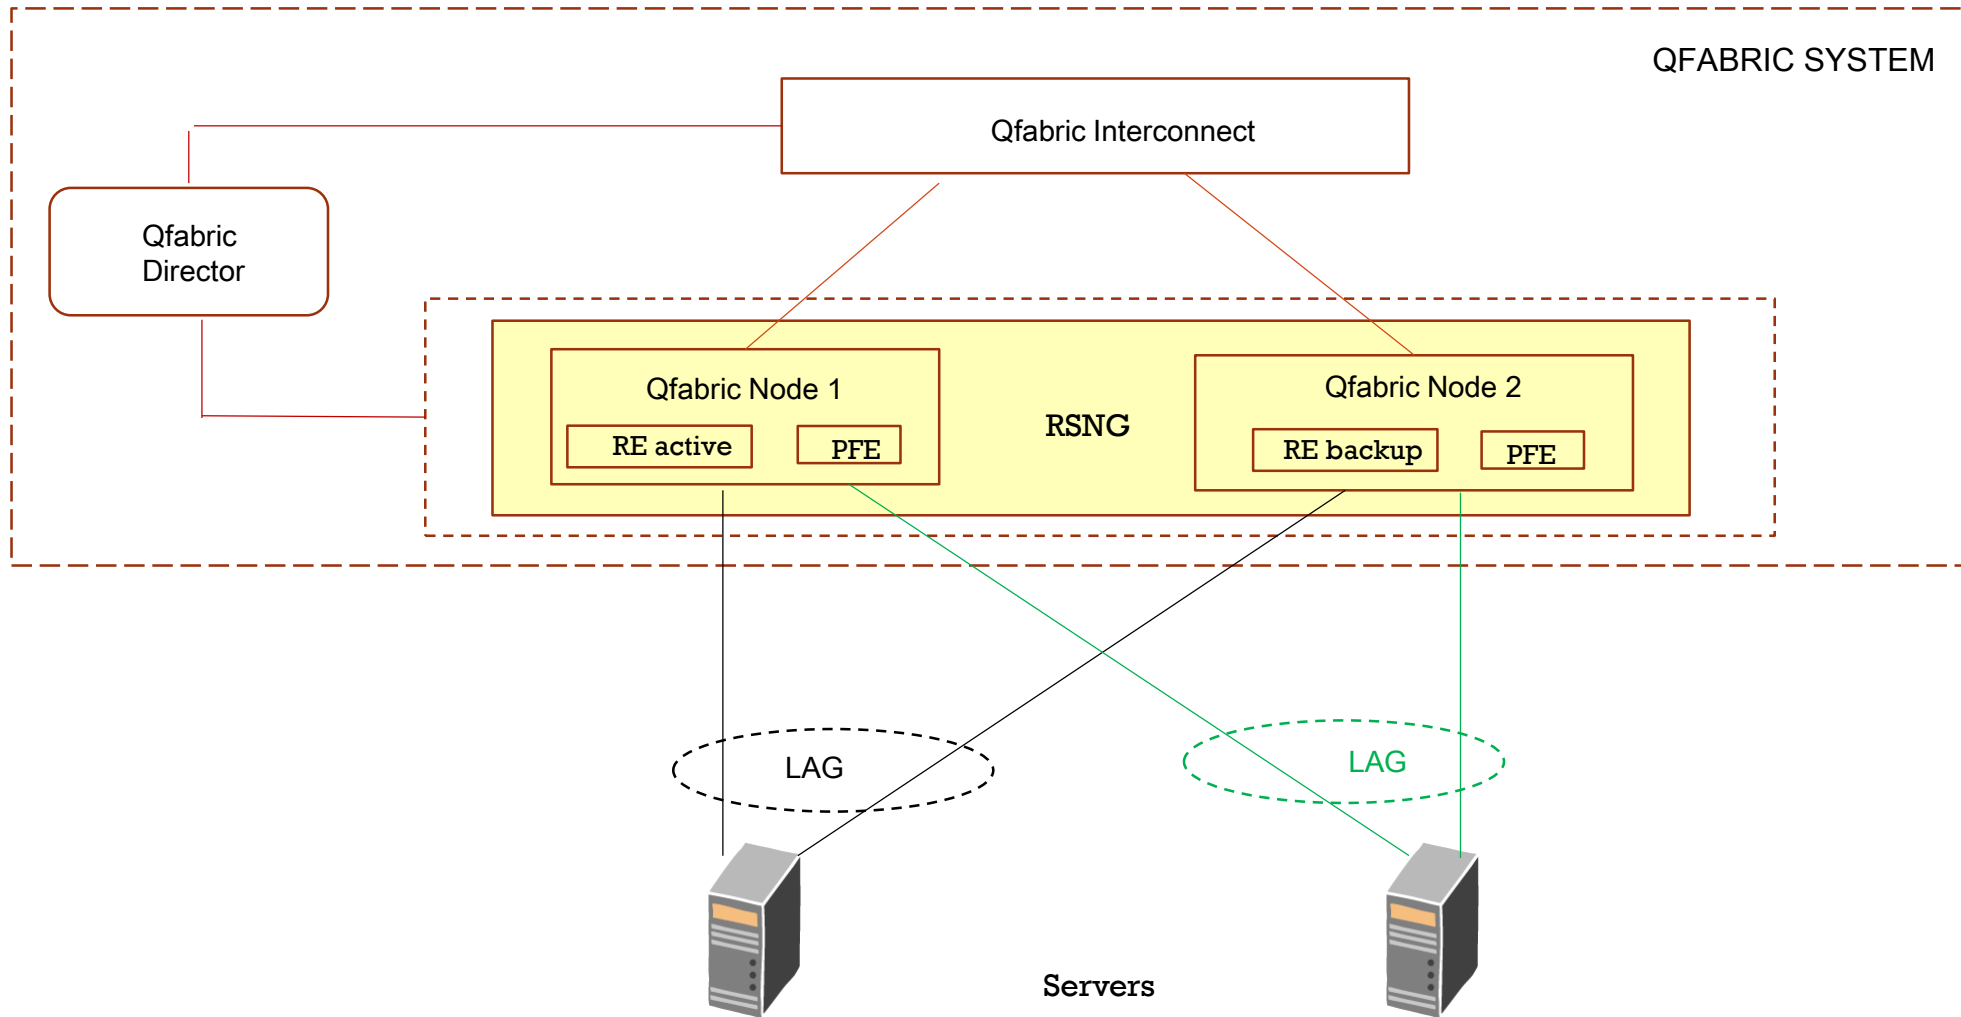 QFABRIC SYSTEM
Qfabric Interconnect
Qfabric
Director
Qfabric Node 1
RE active
PFE
RSNG
Qfabric Node 2
RE backup
PFE
LAG
LAG
Servers